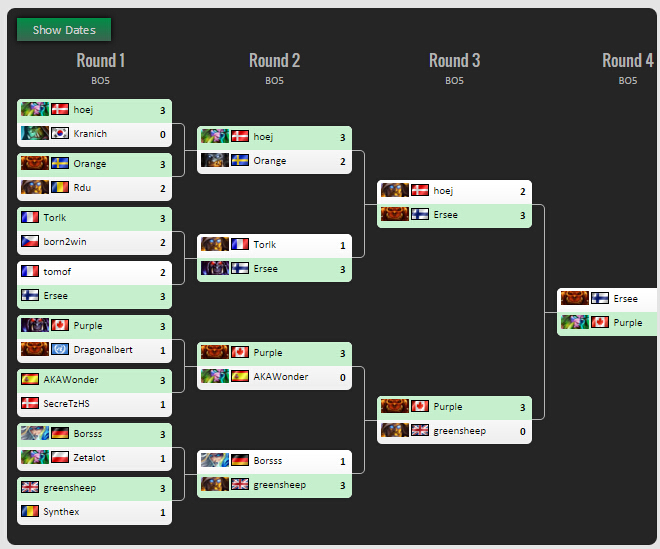 Show Dates
Round 1
BO5
hoej 3
Kranich 0
Orange 3
Rdu 2
Torlk 3
born2win 2
tomof 2
Ersee 3
Purple 3
Dragonalbert 1
AKAWonder 3
SecreTzHS 1
Borsss 3
Zetalot 1
greensheep 3
Synthex 1
Round 2
BO5
hoej 3
Orange 2
Torlk 1
Ersee 3
Purple 3
AKAWonder 0
Borsss 1
greensheep 3
Round 3
BO5
hoej 2
Ersee 3
Purple 3
greensheep 0
Round 4
BO5
Ersee
Purple